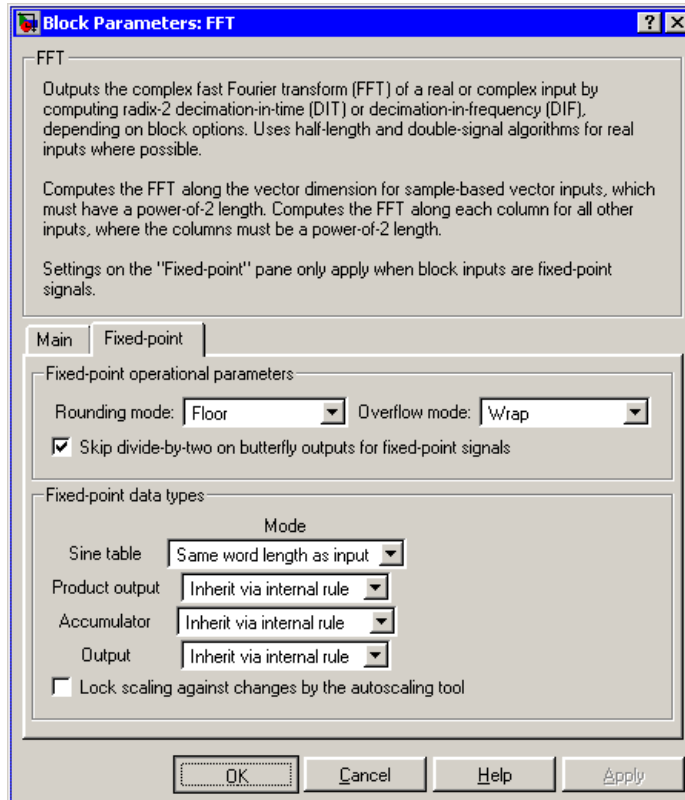 Block Parameters: FFT
FFT
Outputs the complex fast Fourier transform (FFT) of a real or complex input by
computing radix-2 decimation-in-time (DIT) or decimation-in-frequency (DIF),
depending on block options. Uses half-length and double-signal algorithms for real
inputs where possible.
Computes the FFT along the vector dimension for sample-based vector inputs, which
must have a power-of-2 length. Computes the FFT along each column for all other
inputs, where the columns must be a power-of-2 length.
Settings on the "Fixed-point" pane only apply when block inputs are fixed-point
signals.
Main Fixed-point
Fixed-point operational parameters
Rounding mode: Floor Overflow mode: Wrap
Skip divide-by-two on butterfly outputs for fixed-point signals
Fixed-point data types
Mode
Sine table Same word length as input
Product output Inherit via internal rule
Accumulator Inherit via internal rule
Output Inherit via internal rule
Lock scaling against changes by the autoscaling tool
OK Cancel Help Apply